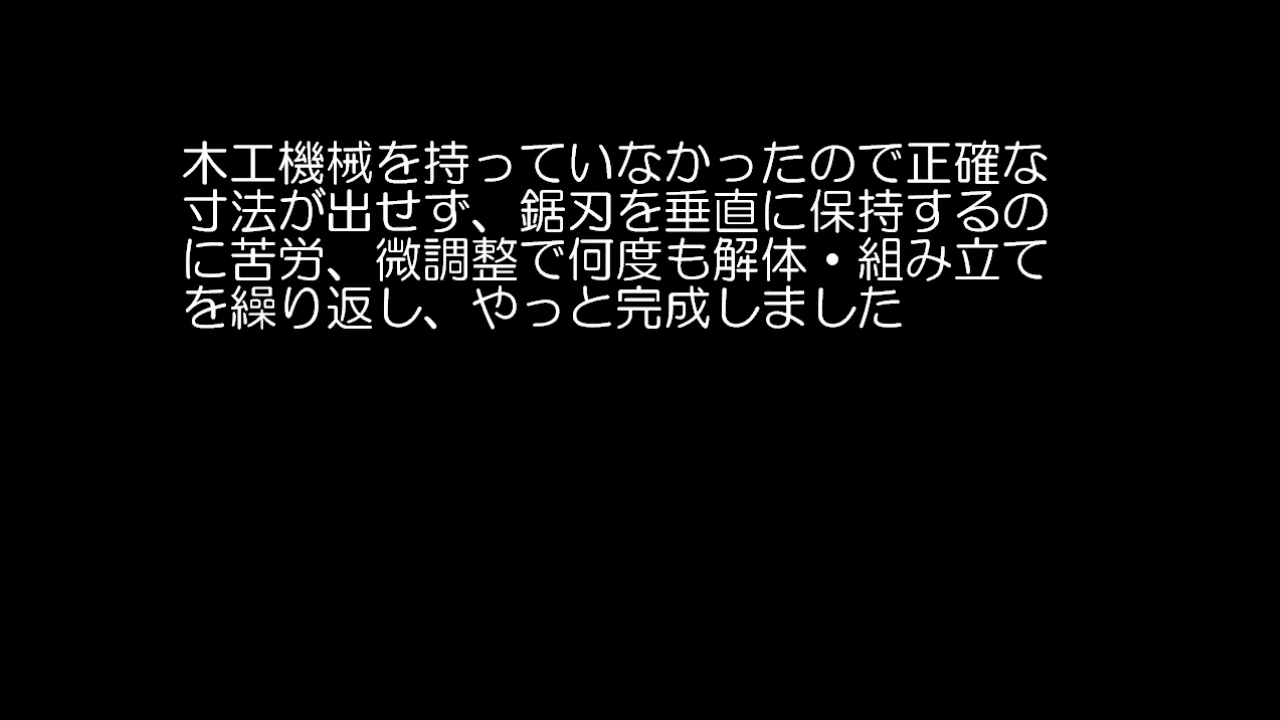 木工機械を持っていなかったので正確な
寸法が出せず、鋸刃を垂直に保持するの
に苦労、微調整で何度も解体・組み立て
を繰り返し、やっと完成しました